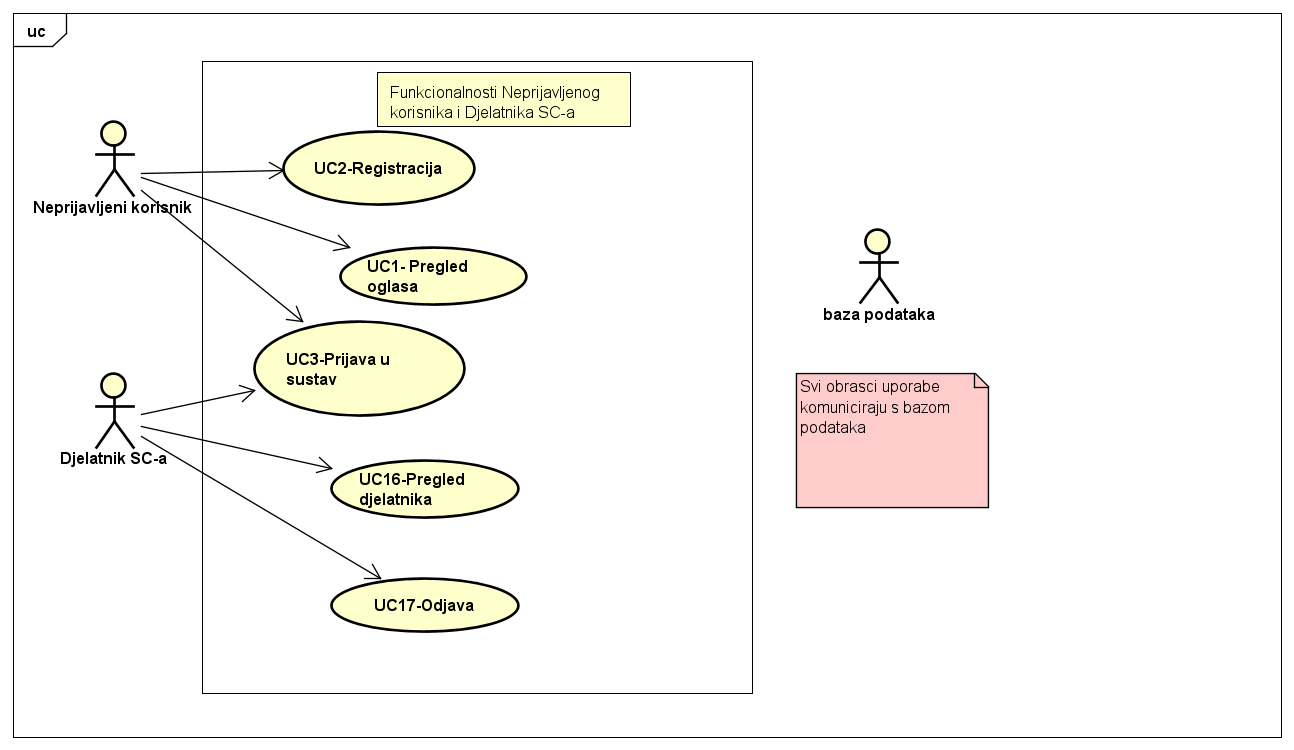 uc
Funkcionalnosti Neprijavljenog
korisnika i Djelatnika SC-a
UC2-Registracija
Neprijavljeni korisnik
UC1- Pregled
oglasa
baza podataka
UC3-Prijava u
sustav
Svi obrasci uporabe
komuniciraju s bazom
podataka
Djelatnik SC-a
UC16-Pregled
djelatnika
UC17-Odjava